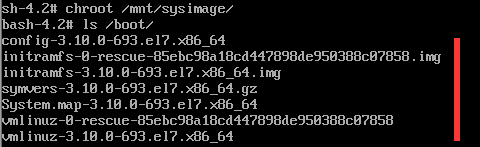 sh-4.2# chroot /mnt/sysimage/
bash-4.2# ls /boot/
config-3.10.0-693.el7.x86_64
initramfs-0-rescue-85ebc98a18cd447898de950388c07858.img
initramfs-3.10.0-693.el7.x86_64.img
symvers-3.10.0-693.el7.x86_64.gz
System.map-3.10.0-693.el7.x86_64
vmlinuz-0-rescue-85ebc98a18cd447898de950388c07858
vmlinuz-3.10.0-693.el7.x86_64